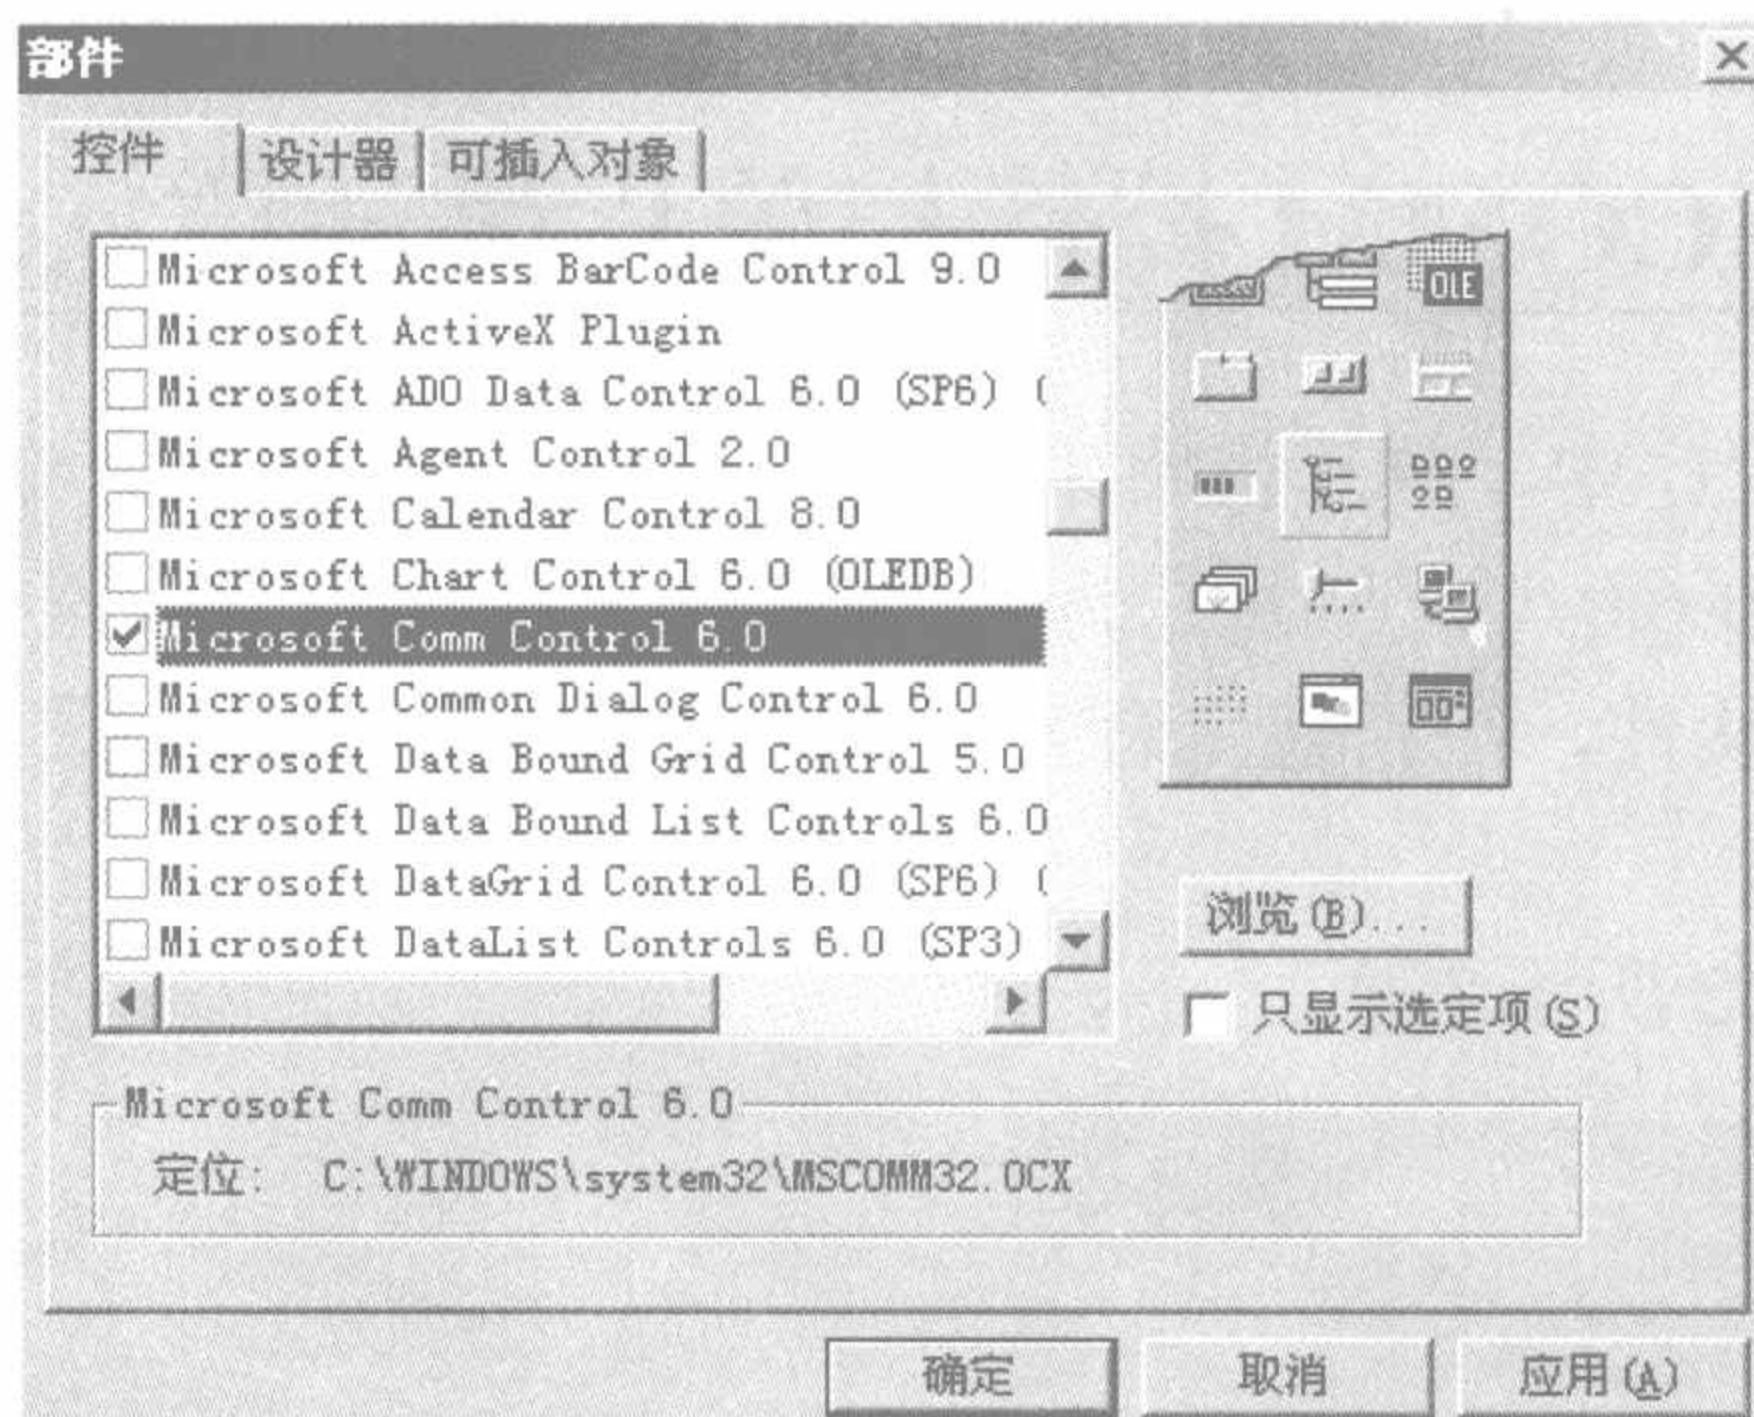 部件
控件 设计器 可插入对象
Microsoft Access BarCode Control 9.0
Microsoft ActiveX Plugin
Microsoft ADO Data Control 6.0 (SP6) (
Microsoft Agent Control 2.0
Microsoft Calendar Control 8.0
Microsoft Chart Control 6.0 (OLEDB)
Microsoft Comm Control 6.0
Microsoft Common Dialog Control 6.0
Microsoft Data Bound Grid Control 5.0
Microsoft Data Bound List Controls 6.0
Microsoft DataGrid Control 6.0 (SP6) (
Microsoft DataList Controls 6.0 (SP3)
OLE
浏览(B)...
只显示选定项(S)
Microsoft Comm Control 6.0
定位: C:\WINDOWS\system32\MSCOMM32.OCX
确定 取消 应用(A)